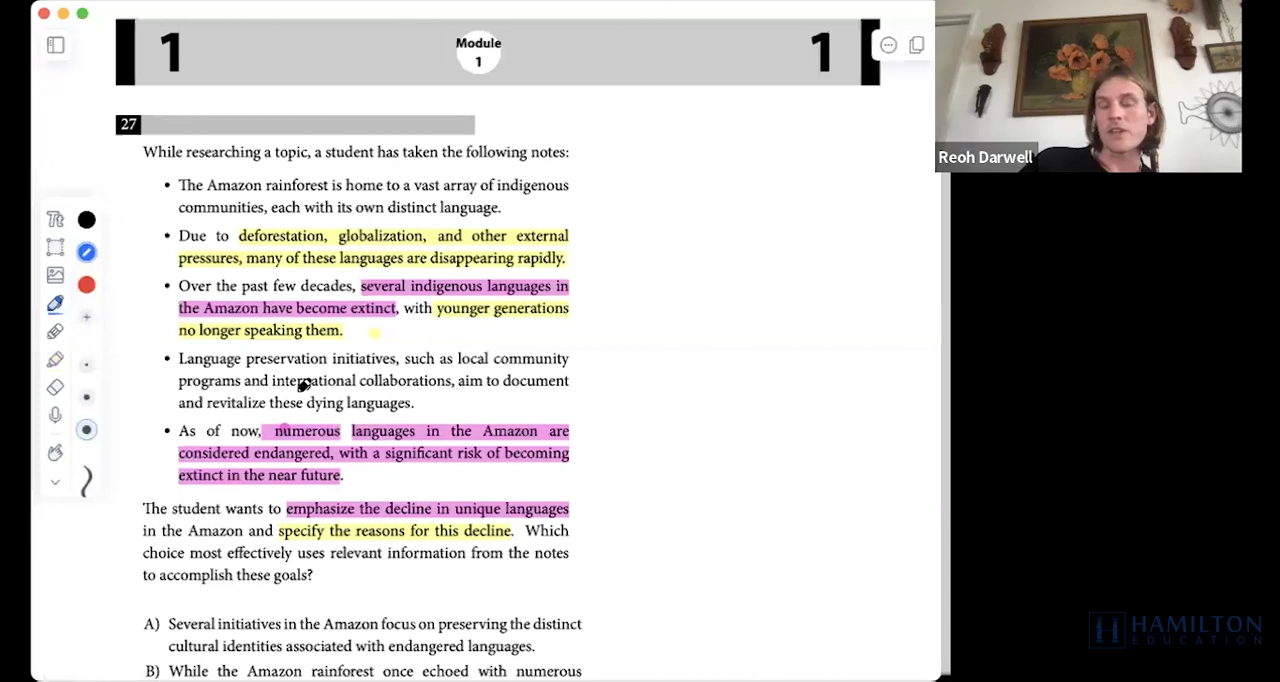 1
Module
1
1
27
While researching a topic, a student has taken the following notes:
• The Amazon rainforest is home to a vast array of indigenous
communities, each with its own distinct language.
• Due to deforestation, globalization, and other external
pressures, many of these languages are disappearing rapidly.
• Over the past few decades, several indigenous languages in
the Amazon have become extinct, with younger generations
no longer speaking them.
• Language preservation initiatives, such as local community
programs and international collaborations, aim to document
and revitalize these dying languages.
• As of now, numerous languages in the Amazon are
considered endangered, with a significant risk of becoming
extinct in the near future.
The student wants to emphasize the decline in unique languages
in the Amazon and specify the reasons for this decline. Which
choice most effectively uses relevant information from the notes
to accomplish these goals?
A) Several initiatives in the Amazon focus on preserving the distinct
cultural identities associated with endangered languages.
B) While the Amazon rainforest once echoed with numerous
Tt
Reoh Darwell
HAMILTON
EDUCATION